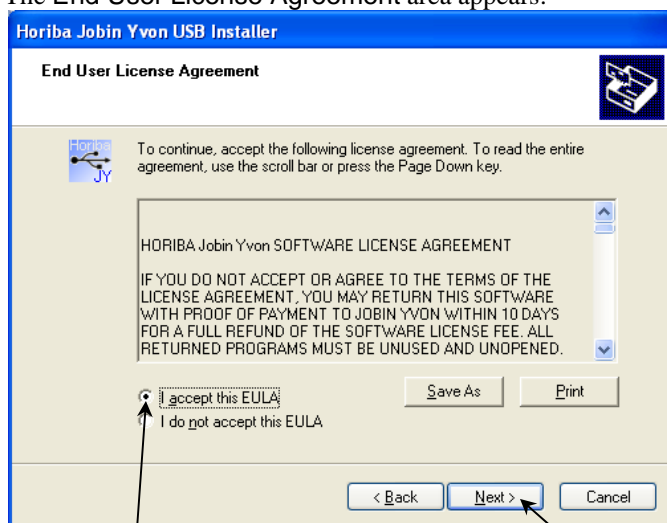 The End User License Agreement area appears.
Horiba Jobin Yvon USB Installer
End User License Agreement
Horiba
JY
To continue, accept the following license agreement. To read the entire
agreement, use the scroll bar or press the Page Down key.
HORIBA Jobin Yvon SOFTWARE LICENSE AGREEMENT
IF YOU DO NOT ACCEPT OR AGREE TO THE TERMS OF THE
LICENSE AGREEMENT, YOU MAY RETURN THIS SOFTWARE
WITH PROOF OF PAYMENT TO JOBIN YVON WITHIN 10 DAYS
FOR A FULL REFUND OF THE SOFTWARE LICENSE FEE. ALL
RETURNED PROGRAMS MUST BE UNUSED AND UNOPENED.
I accept this EULA
Save As
Print
I do not accept this EULA
< Back
Next >
Cancel